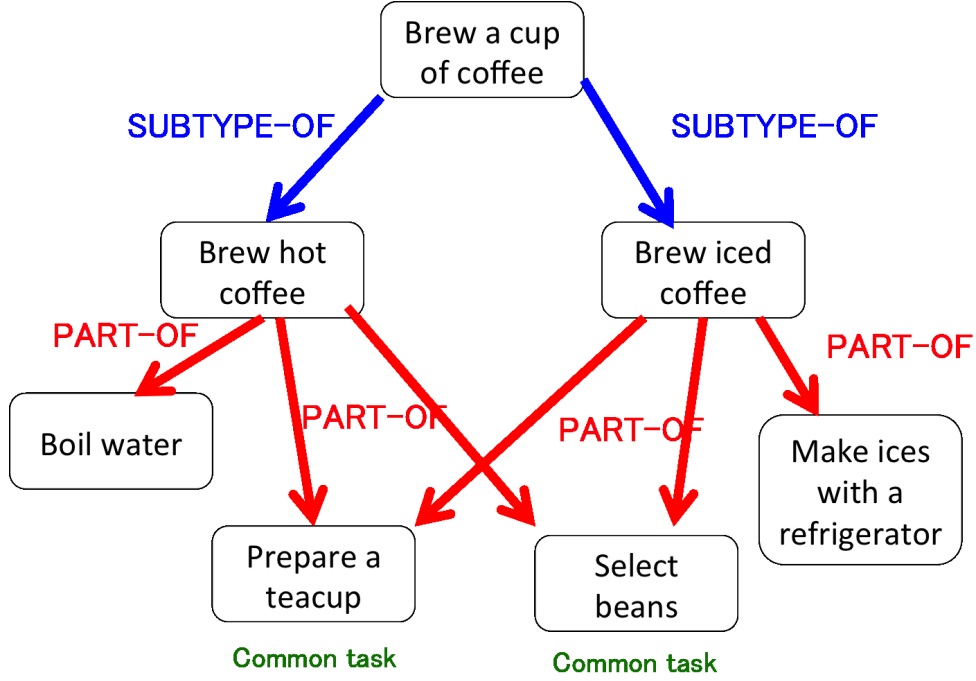 Brew a cup
of coffee
SUBTYPE-OF
SUBTYPE-OF
Brew hot
coffee
Brew iced
coffee
PART-OF
PART-OF
PART-OF
PART-OF
Boil water
Make ices
with a
refrigerator
Prepare a
teacup
Select
beans
Common task
Common task